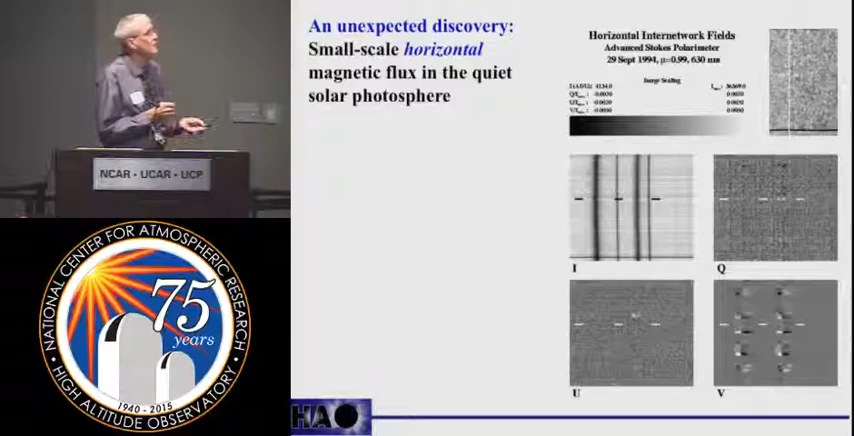 An unexpected discovery:
Small-scale horizontal
magnetic flux in the quiet
solar photosphere
Horizontal Internetwork Fields
Advanced Stokes Polarimeter
29 Sept 1994, μ=0.99, 630 nm
Image Scaling
I
Q
U
V
NCAR · UCAR · UCP
NATIONAL CENTER FOR ATMOSPHERIC RESEARCH
75
years
1940 - 2015
HIGH ALTITUDE OBSERVATORY
HAO